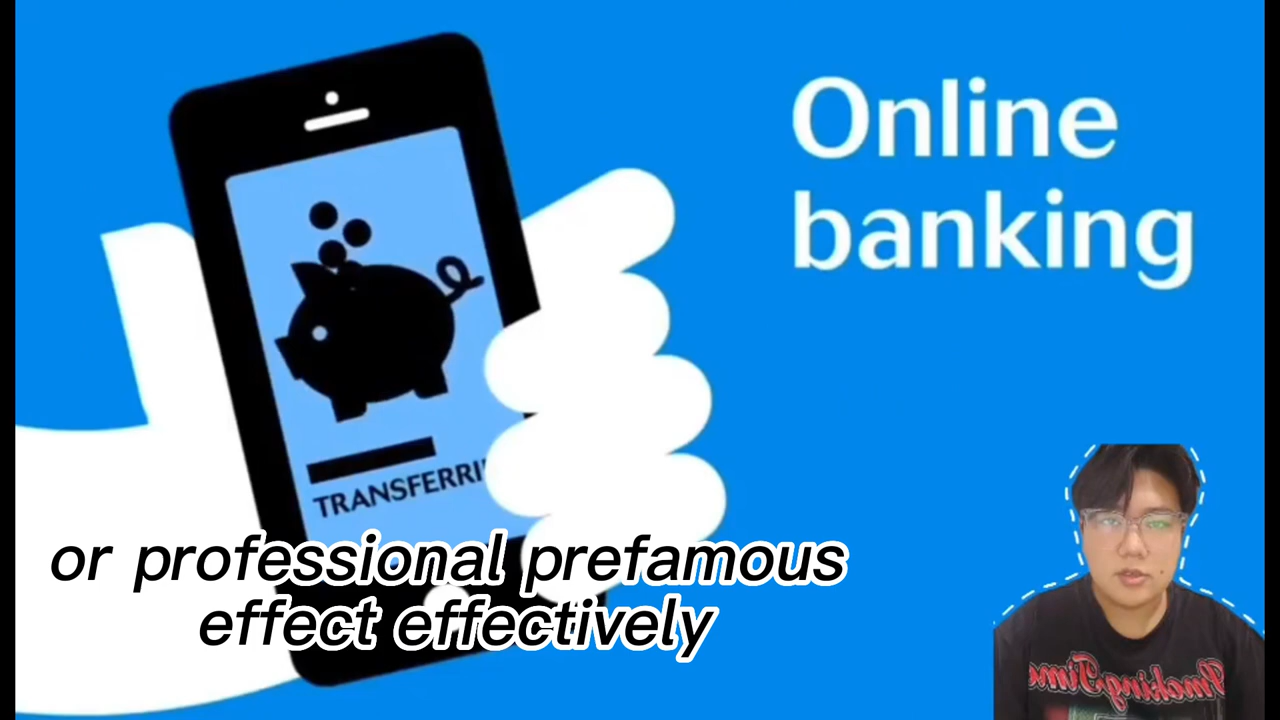 Online
banking
TRANSFERRI
or professional prefamous
effect effectively